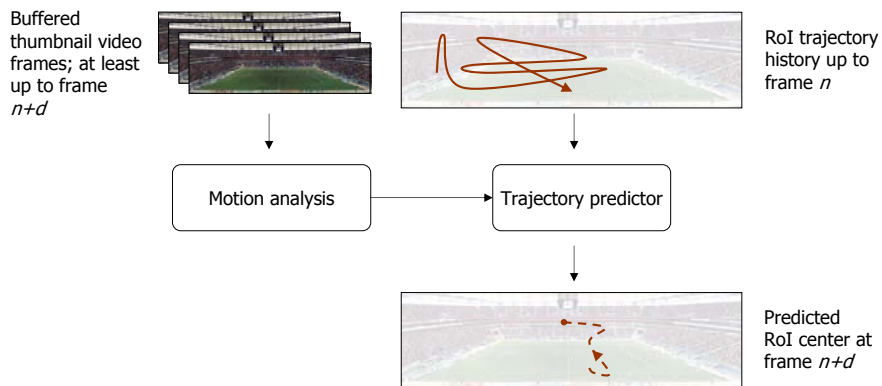 Buffered
thumbnail video
frames; at least
up to frame
n+d
RoI trajectory
history up to
frame n
Motion analysis
Trajectory predictor
Predicted
RoI center at
frame n+d